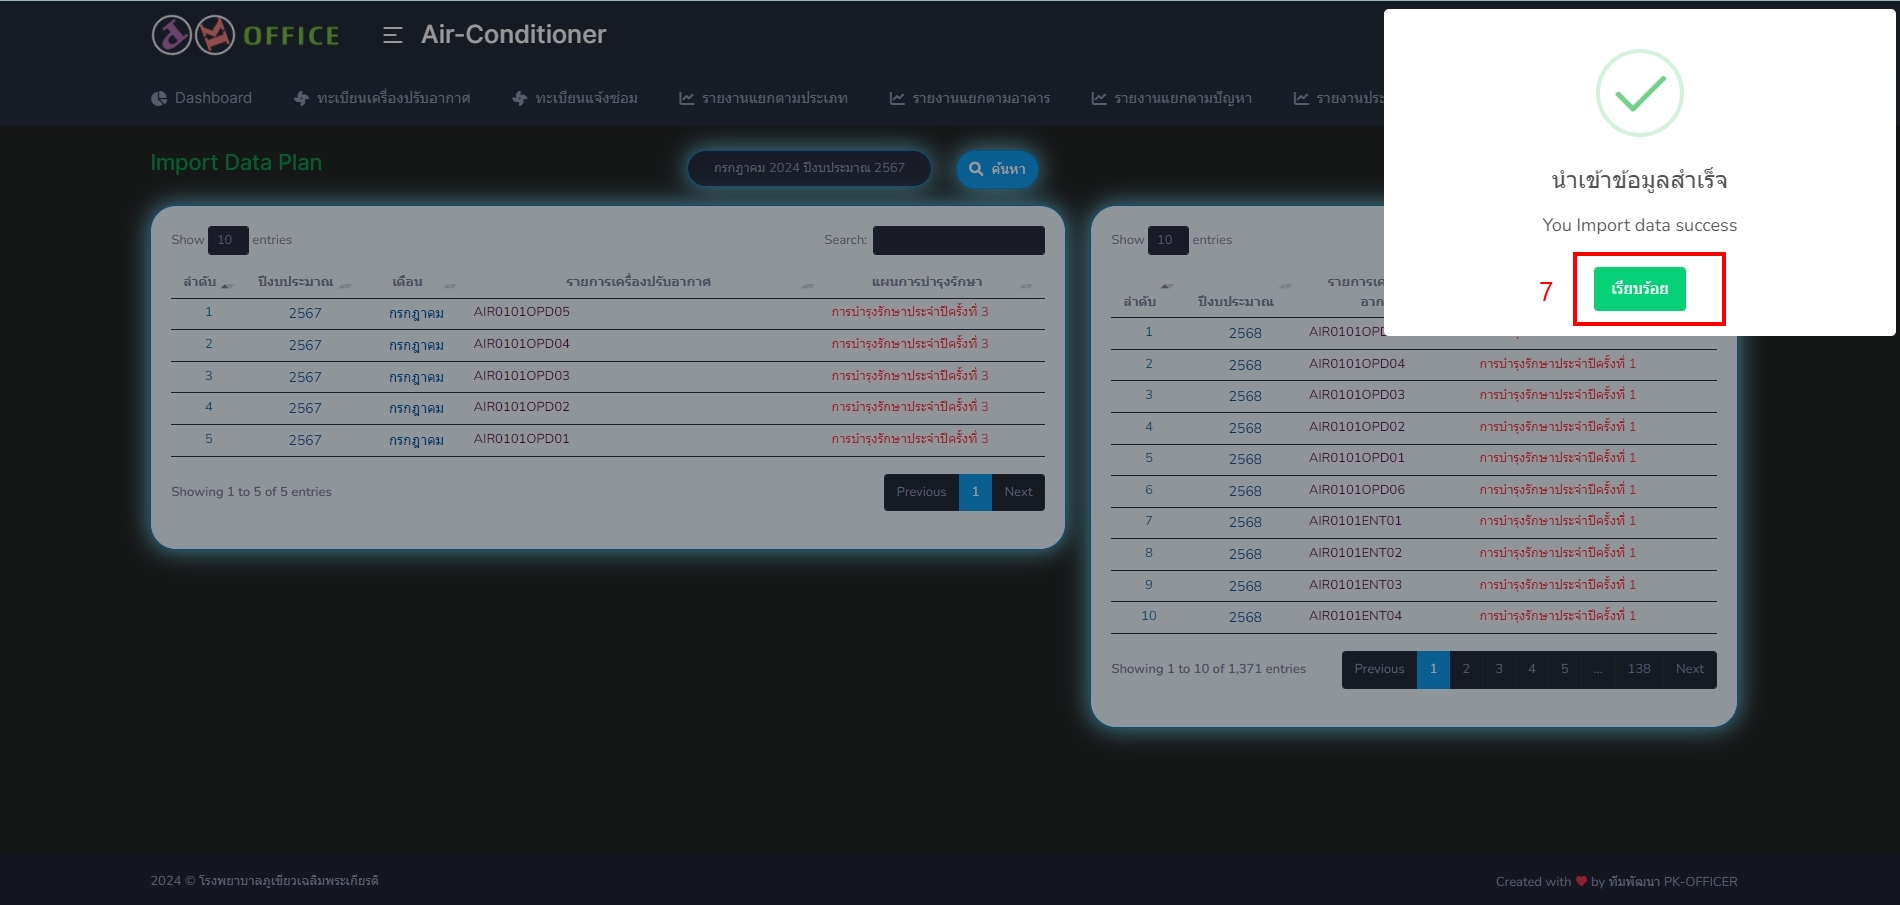 OFFICE
Air-Conditioner
Dashboard
ทะเบียนเครื่องปรับอากาศ
ทะเบียนแจ้งซ่อม
รายงานแยกตามประเภท
รายงานแยกตามอาคาร
รายงานแยกตามปัญหา
รายงานประ
Import Data Plan
กรกฎาคม 2024 ปีงบประมาณ 2567
ค้นหา
นำเข้าข้อมูลสำเร็จ
You Import data success
7
เรียบร้อย
Show 10 entries
Search:
ลำดับ ปีงบประมาณ เดือน รายการเครื่องปรับอากาศ แผนการบำรุงรักษา
1 2567 กรกฎาคม AIR0101OPD05 การบำรุงรักษาประจำปีครั้งที่ 3
2 2567 กรกฎาคม AIR0101OPD04 การบำรุงรักษาประจำปีครั้งที่ 3
3 2567 กรกฎาคม AIR0101OPD03 การบำรุงรักษาประจำปีครั้งที่ 3
4 2567 กรกฎาคม AIR0101OPD02 การบำรุงรักษาประจำปีครั้งที่ 3
5 2567 กรกฎาคม AIR0101OPD01 การบำรุงรักษาประจำปีครั้งที่ 3
Showing 1 to 5 of 5 entries
Previous 1 Next
Show 10 entries
รายการเค
ลำดับ ปีงบประมาณ อาก
1 2568 AIR0101OPD
2 2568 AIR0101OPD04 การบำรุงรักษาประจำปีครั้งที่ 1
3 2568 AIR0101OPD03 การบำรุงรักษาประจำปีครั้งที่ 1
4 2568 AIR0101OPD02 การบำรุงรักษาประจำปีครั้งที่ 1
5 2568 AIR0101OPD01 การบำรุงรักษาประจำปีครั้งที่ 1
6 2568 AIR0101OPD06 การบำรุงรักษาประจำปีครั้งที่ 1
7 2568 AIR0101ENT01 การบำรุงรักษาประจำปีครั้งที่ 1
8 2568 AIR0101ENT02 การบำรุงรักษาประจำปีครั้งที่ 1
9 2568 AIR0101ENT03 การบำรุงรักษาประจำปีครั้งที่ 1
10 2568 AIR0101ENT04 การบำรุงรักษาประจำปีครั้งที่ 1
Showing 1 to 10 of 1,371 entries
Previous 1 2 3 4 5 ... 138 Next
2024 © โรงพยาบาลภูเขียวเฉลิมพระเกียรติ
Created with ❤ by ทีมพัฒนา PK-OFFICER